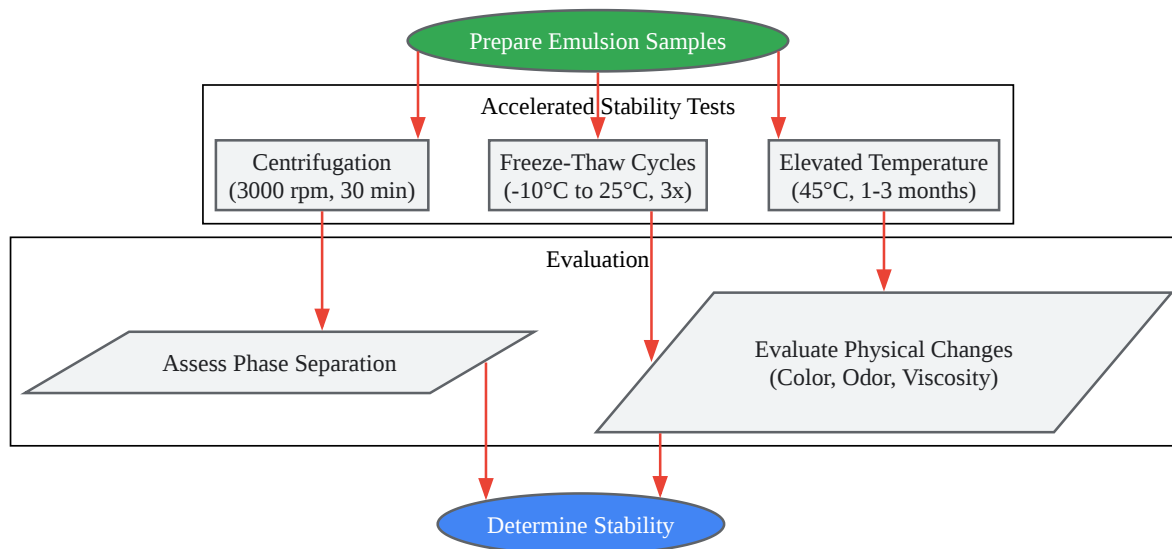 Prepare Emulsion Samples
Accelerated Stability Tests
Centrifugation
(3000 rpm, 30 min)
Freeze-Thaw Cycles
(-10°C to 25°C, 3x)
Elevated Temperature
(45°C, 1-3 months)
Evaluation
Assess Phase Separation
Evaluate Physical Changes
(Color, Odor, Viscosity)
Determine Stability